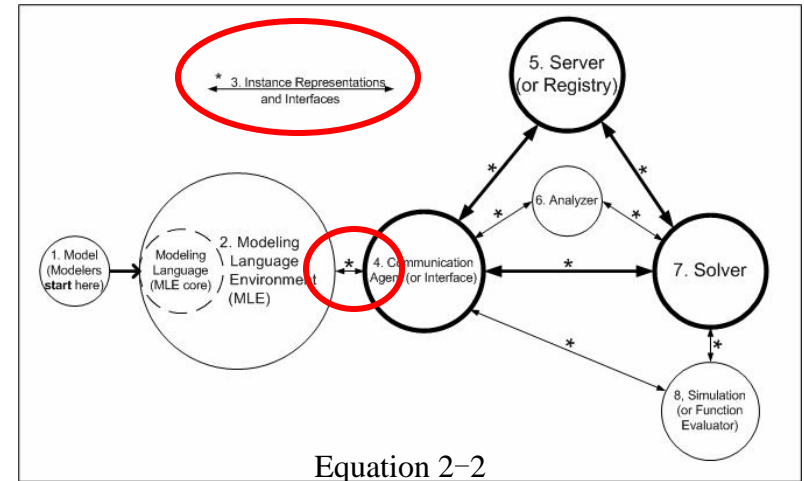 * 3. Instance Representations
and Interfaces
5. Server
(or Registry)
*
*
6. Analyzer
*
*
1. Model
(Modelers
start here)
Modeling
Language
(MLE core)
2. Modeling
Language
Environment
(MLE)
*
4. Communication
Agent (or Interface)
*
7. Solver
*
*
8, Simulation
(or Function
Evaluator)
Equation 2-2